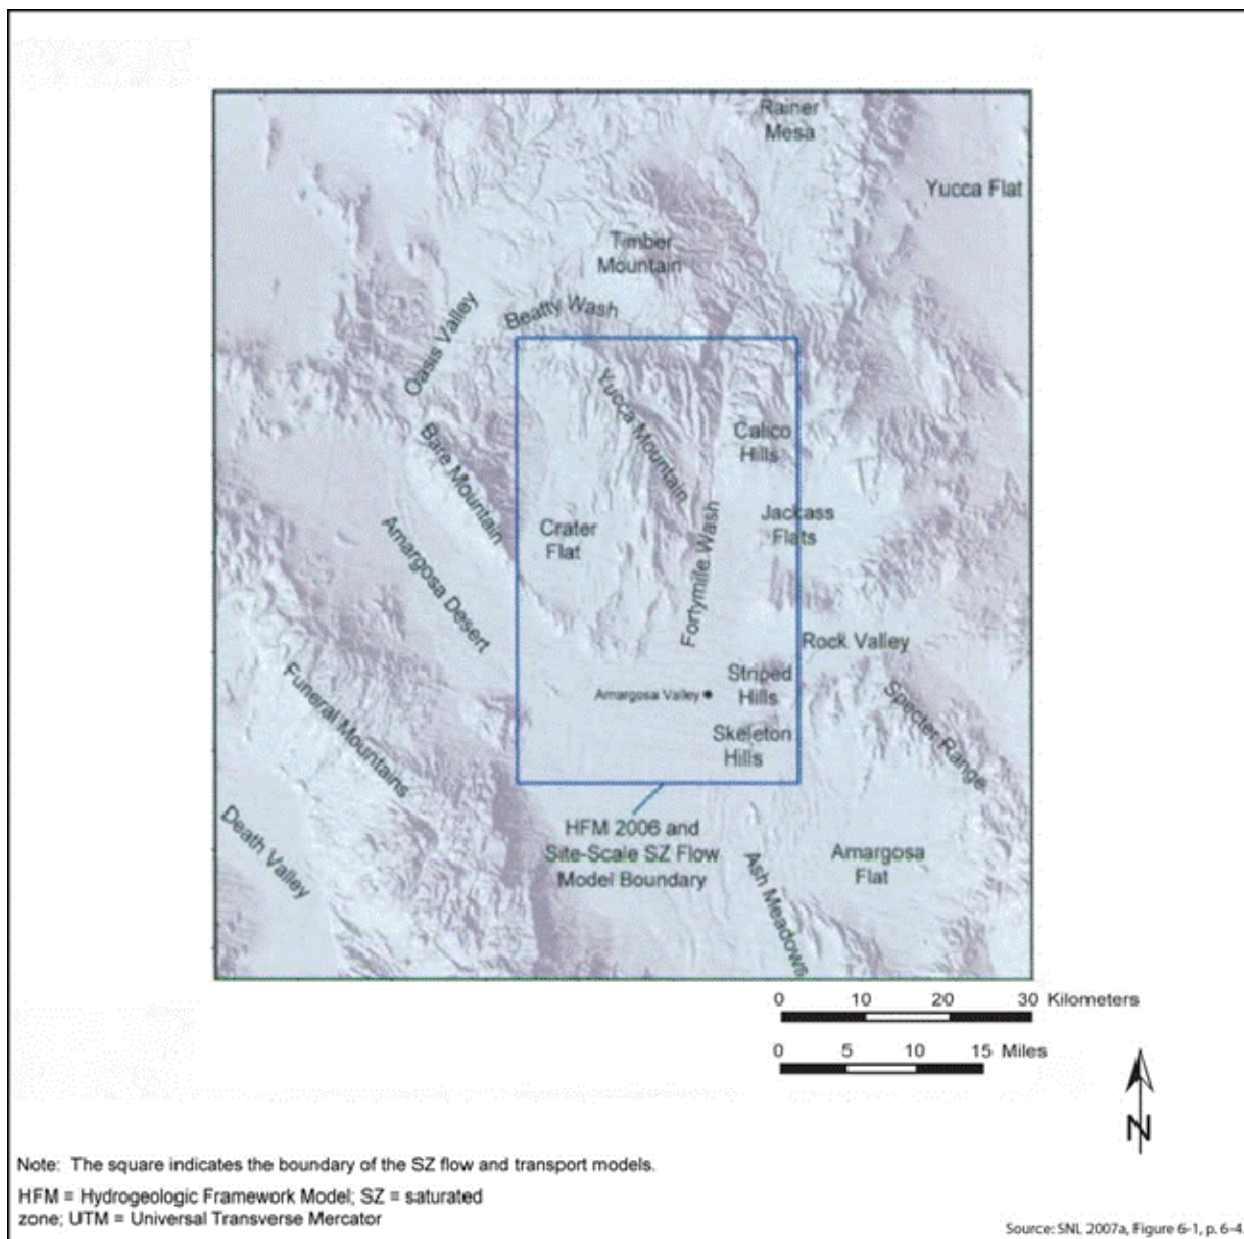 Rainer
Mesa
Yucca Flat
Timber
Mountain
Beatty Wash
Oasis Valley
Yucca Mountain
Calico
Hills
Bare Mountain
Jackass
Flats
Crater
Flat
Fortymile Wash
Amargosa Desert
Rock Valley
Striped
Hills
Amargosa Valley
Specter Range
Funeral Mountains
Skeleton
Hills
Death Valley
HFM 2006 and
Site-Scale SZ Flow
Model Boundary
Ash Meadows
Amargosa
Flat
0 10 20 30 Kilometers
0 5 10 15 Miles
N
Note: The square indicates the boundary of the SZ flow and transport models.
HFM = Hydrogeologic Framework Model; SZ = saturated
zone; UTM = Universal Transverse Mercator
Source: SNL 2007a, Figure 6-1, p. 6-4.